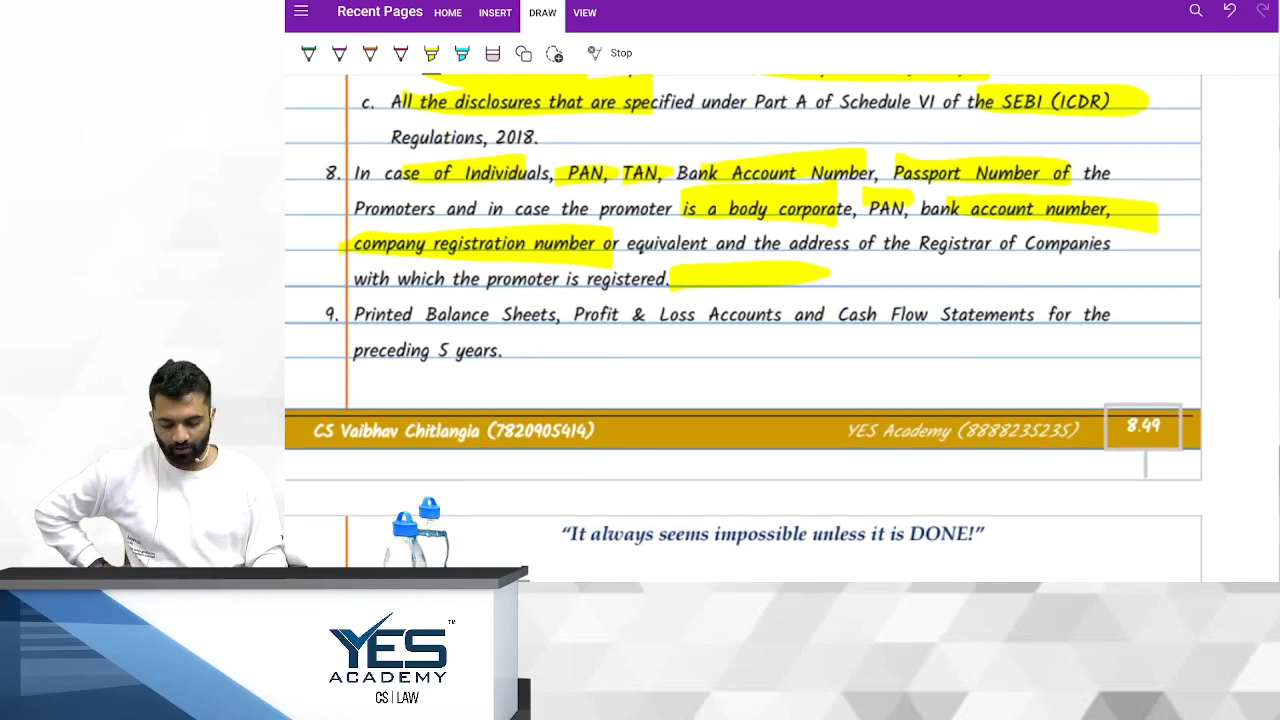 Recent Pages HOME INSERT DRAW VIEW
Stop
c. All the disclosures that are specified under Part A of Schedule VI of the SEBI (ICDR)
Regulations, 2018.
8. In case of Individuals, PAN, TAN, Bank Account Number, Passport Number of the
Promoters and in case the promoter is a body corporate, PAN, bank account number,
company registration number or equivalent and the address of the Registrar of Companies
with which the promoter is registered.
9. Printed Balance Sheets, Profit & Loss Accounts and Cash Flow Statements for the
preceding 5 years.
CS Vaibhav Chitlangia (7820905414) YES Academy (8888235235) 8.49
“It always seems impossible unless it is DONE!”
YES ™
ACADEMY
CS | LAW